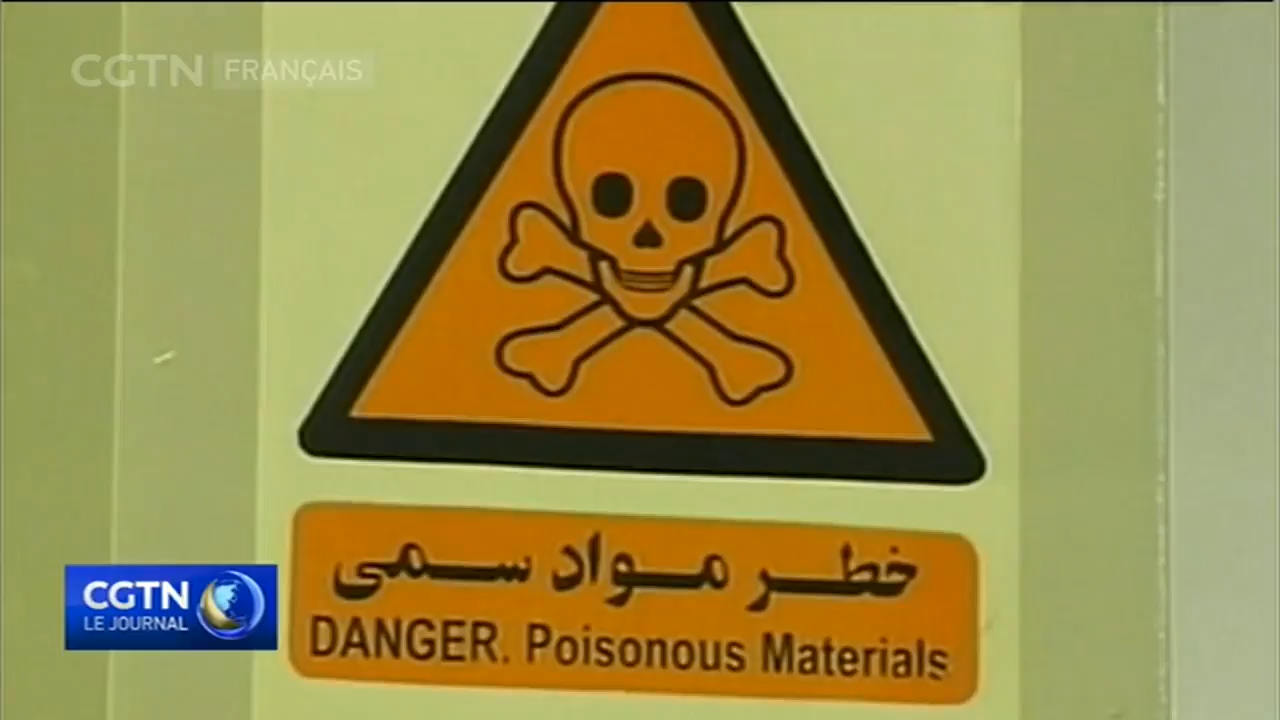 CGTN FRANÇAIS
خطر مواد سمی
DANGER. Poisonous Materials
CGTN
LE JOURNAL